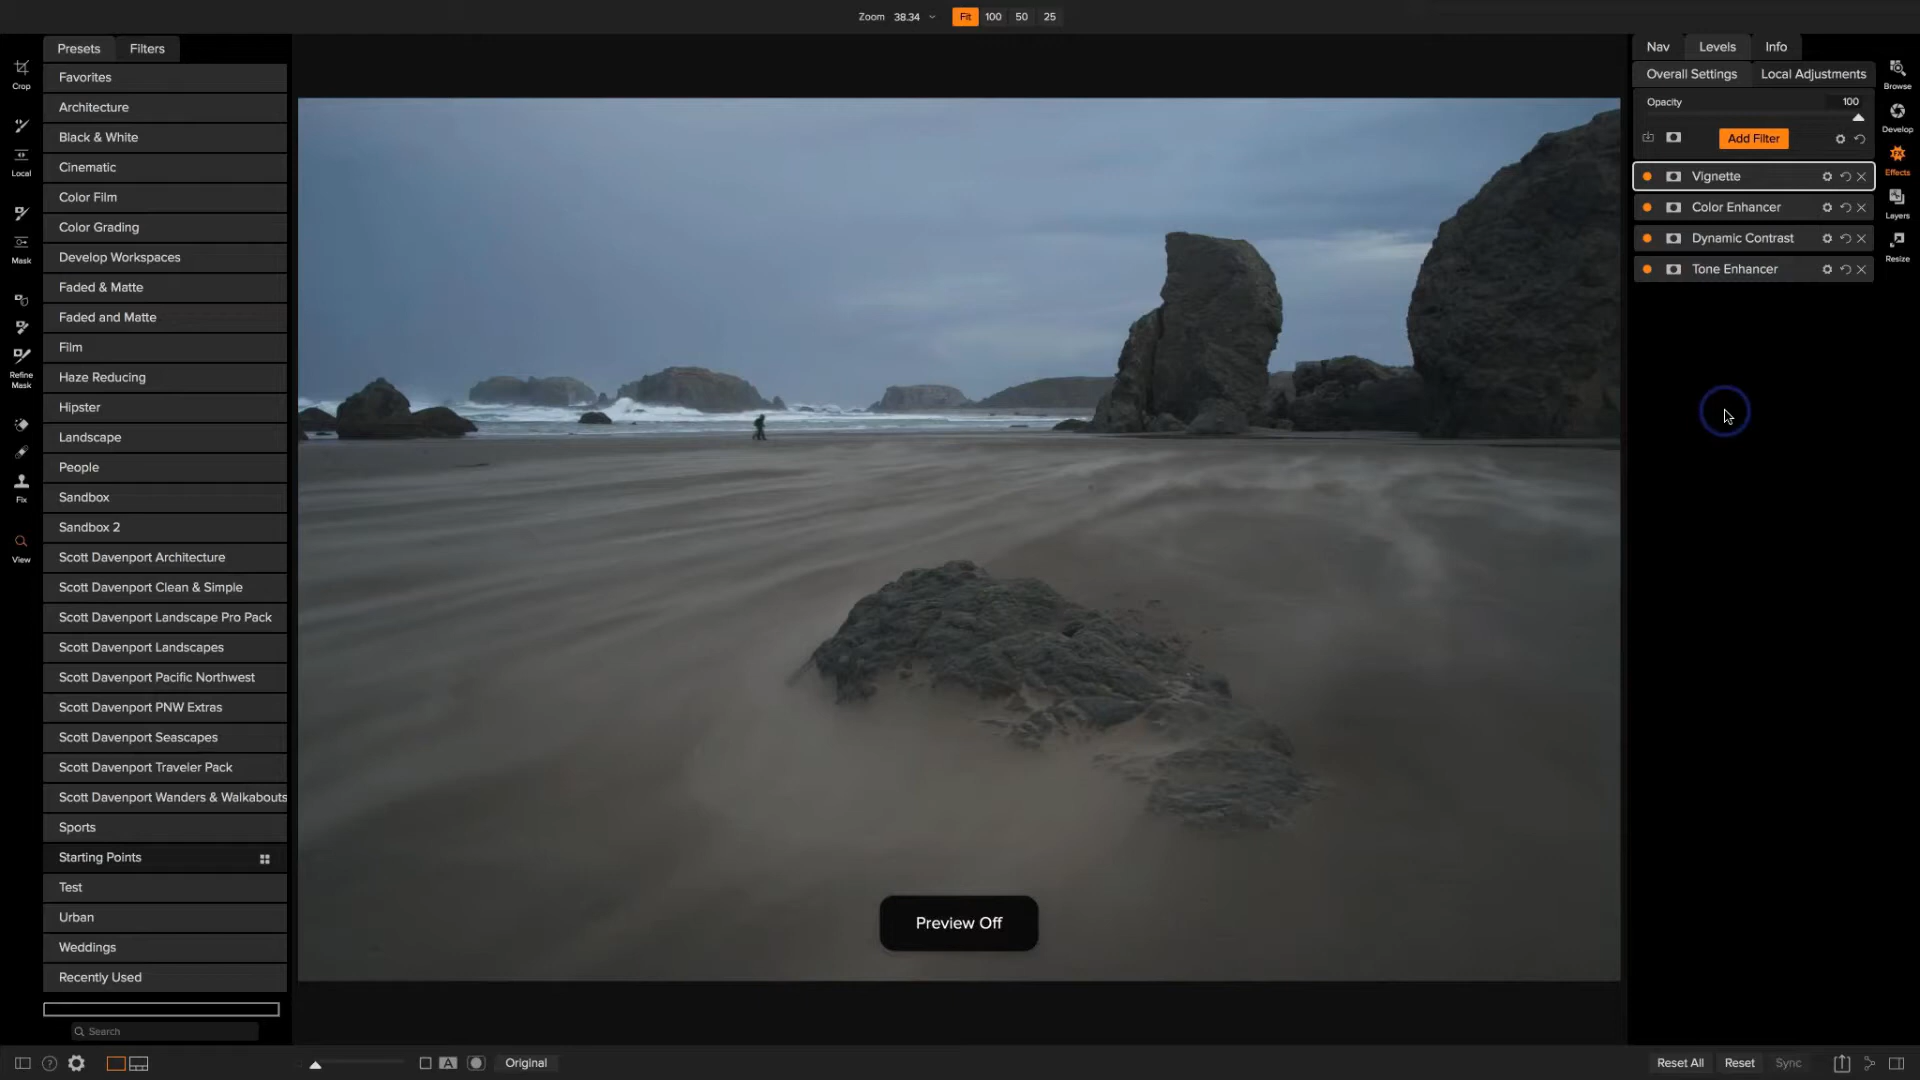 Zoom 38.34 Fit 100 50 25
Presets Filters
Favorites
Architecture
Black & White
Cinematic
Color Film
Color Grading
Develop Workspaces
Faded & Matte
Faded and Matte
Film
Haze Reducing
Hipster
Landscape
People
Sandbox
Sandbox 2
Scott Davenport Architecture
Scott Davenport Clean & Simple
Scott Davenport Landscape Pro Pack
Scott Davenport Landscapes
Scott Davenport Pacific Northwest
Scott Davenport PNW Extras
Scott Davenport Seascapes
Scott Davenport Traveler Pack
Scott Davenport Wanders & Walkabouts
Sports
Starting Points
Test
Urban
Weddings
Recently Used
Search
Crop
Local
Mask
Refine
Mask
Fix
View
Preview Off
Nav Levels Info
Overall Settings Local Adjustments
Opacity 100
Add Filter
Vignette
Color Enhancer
Dynamic Contrast
Tone Enhancer
Browse
Develop
FX
Effects
Layers
Resize
? A Original
Reset All Reset Sync